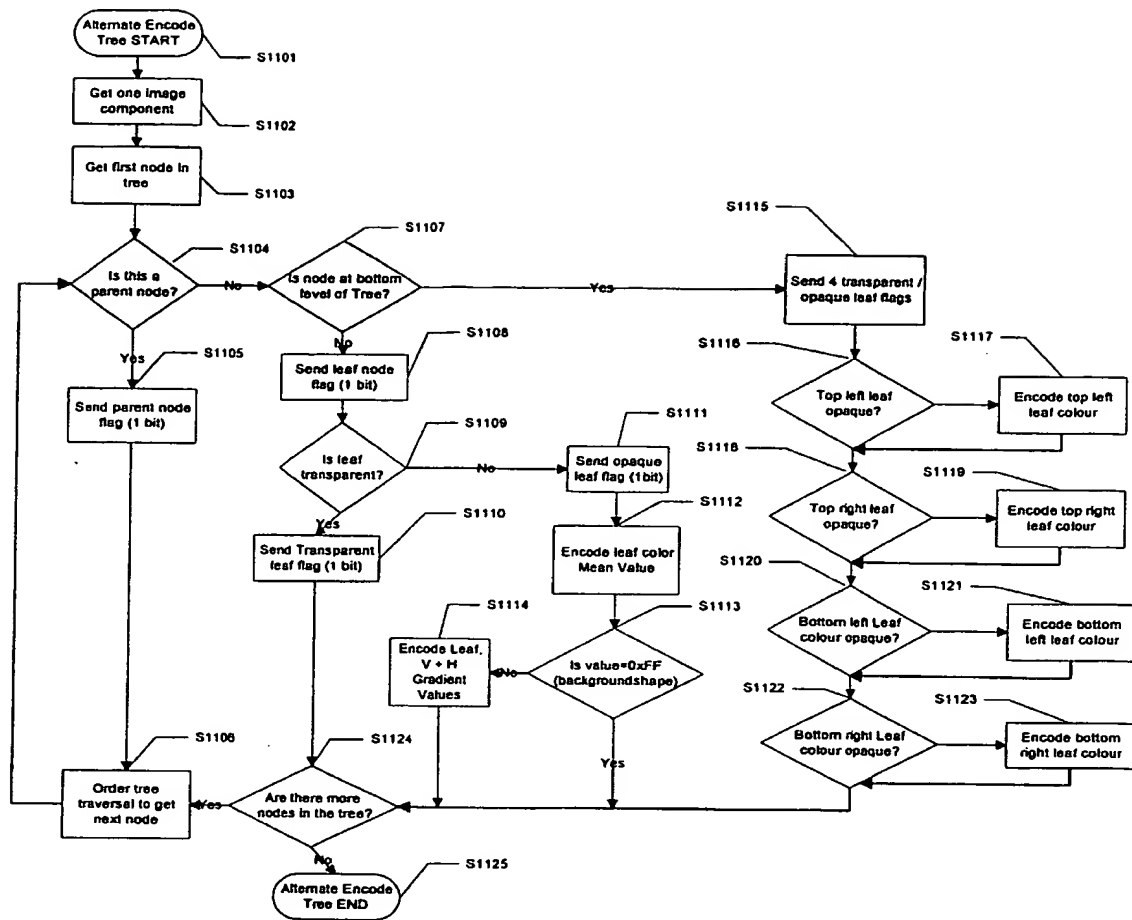 Alternate Encode
Tree START
S1101
Get one image
component
S1102
Get first node in
tree
S1103
S1104
Is this a
parent node?
No
Yes
S1105
Send parent node
flag (1 bit)
S1106
Order tree
traversal to get
next node
S1107
Is node at bottom
level of Tree?
Yes
No
S1108
Send leaf node
flag (1 bit)
S1109
Is leaf
transparent?
No
Yes
S1110
Send Transparent
leaf flag (1 bit)
S1111
Send opaque
leaf flag (1bit)
S1112
Encode leaf color
Mean Value
S1113
Is value=0xFF
(backgroundshape)
No
Yes
S1114
Encode Leaf,
V + H
Gradient
Values
S1115
Send 4 transparent /
opaque leaf flags
S1116
Top left leaf
opaque?
S1117
Encode top left
leaf colour
S1118
Top right leaf
opaque?
S1119
Encode top right
leaf colour
S1120
Bottom left Leaf
colour opaque?
S1121
Encode bottom
left leaf colour
S1122
Bottom right Leaf
colour opaque?
S1123
Encode bottom
right leaf colour
S1124
Are there more
nodes in the tree?
Yes
No
S1125
Alternate Encode
Tree END